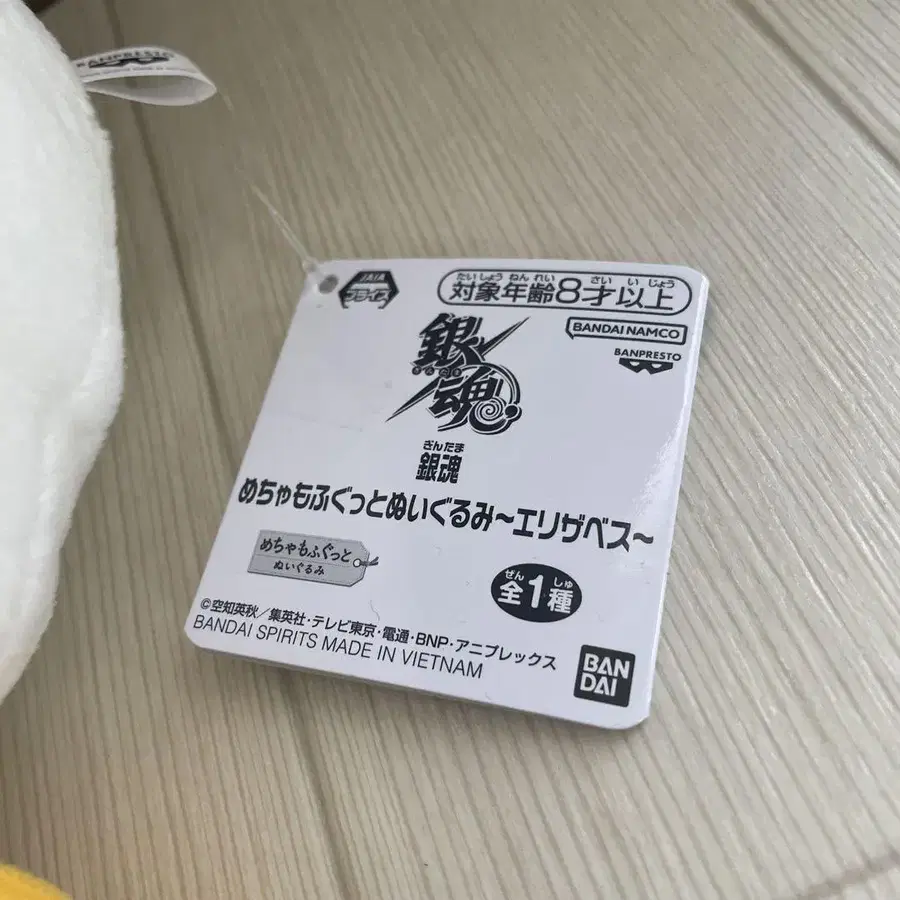 BANPRESTO
JAIA
プライズ
たいしょうねんれい さいいじょう
対象年齢8才以上
BANDAI NAMCO
BANPRESTO
銀魂
ぎんたま
ぎんたま
銀魂
めちゃもふぐっとぬいぐるみ~エリザベス~
めちゃもふぐっと
ぬいぐるみ
ぜん しゅ
全1種
©空知英秋/集英社・テレビ東京・電通・BNP・アニプレックス
BANDAI SPIRITS MADE IN VIETNAM
BAN
DAI